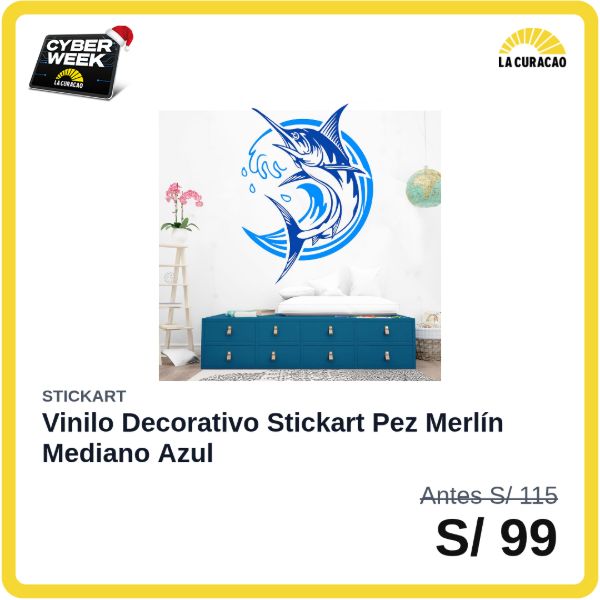 CYBER
WEEK
LA CURACAO
LA CURACAO
STICKART
Vinilo Decorativo Stickart Pez Merlín
Mediano Azul
Antes S/ 115
S/ 99